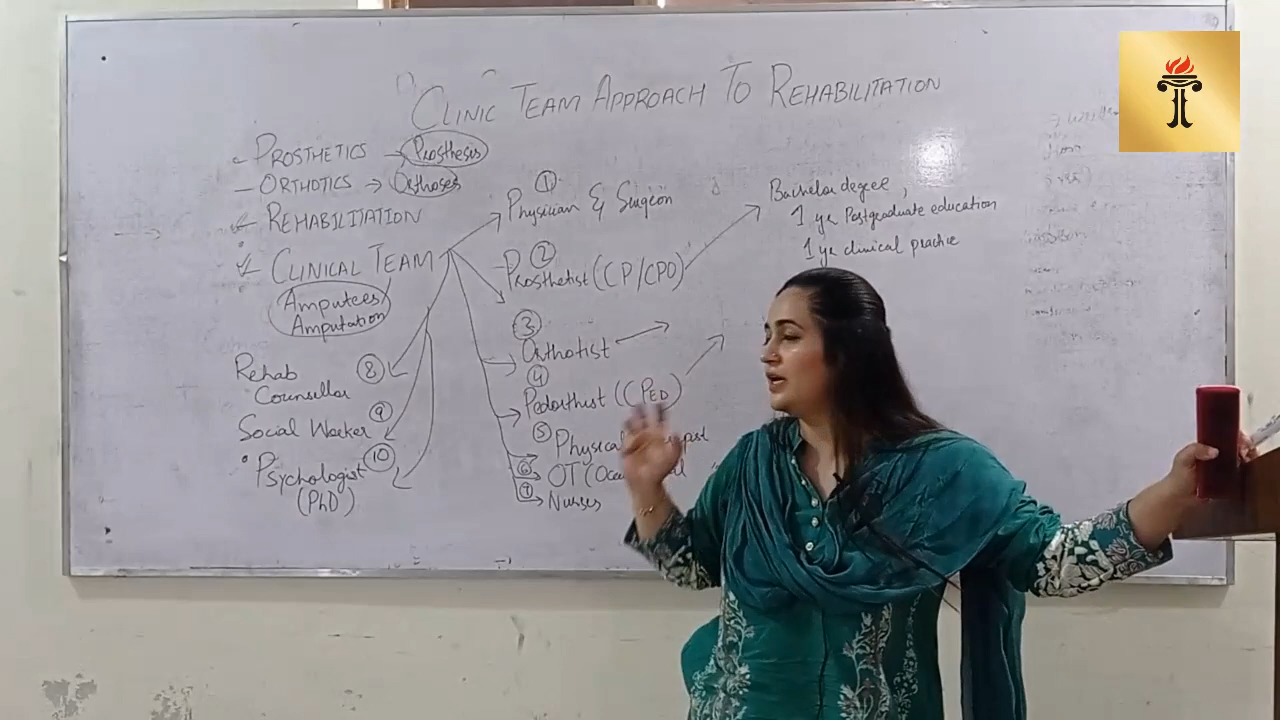 CLINIC TEAM APPROACH TO REHABILITATION
- PROSTHETICS → Prosthesis
- ORTHOTICS → Orthoses
REHABILITATION
CLINICAL TEAM
Amputees/
Amputation
① Physician & Surgeon
② Prosthetist (CP/CPO)
Bachelor degree,
1 yr Postgraduate education
1 yr clinical practice
③ Orthotist
④ Pedorthist (CPED)
⑤ Physical
⑥ OT (
⑦ Nurses
Rehab ⑧
Counsellor
Social Worker ⑨
Psychologist ⑩
(PhD)